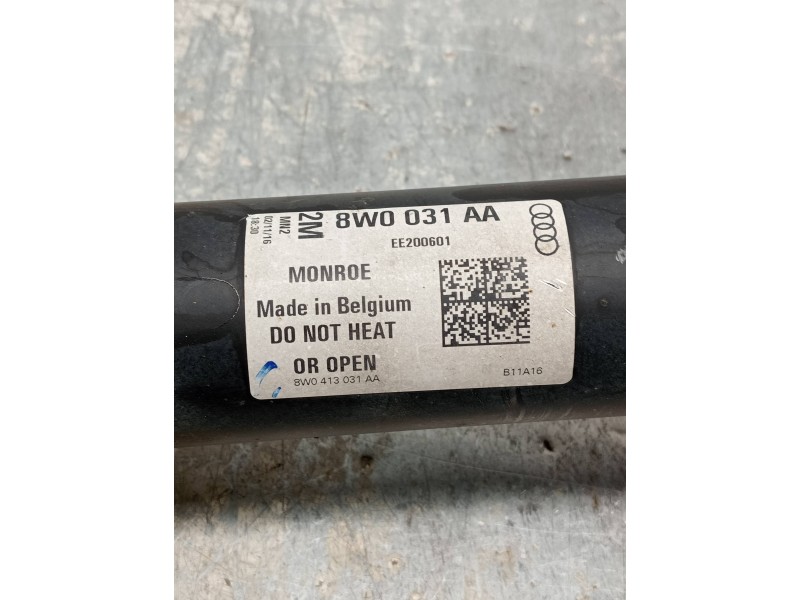 2M 8W0 031 AA
MN2
02/11/16
18:30
EE200601
MONROE
Made in Belgium
DO NOT HEAT
OR OPEN
8W0 413 031 AA
B11A16